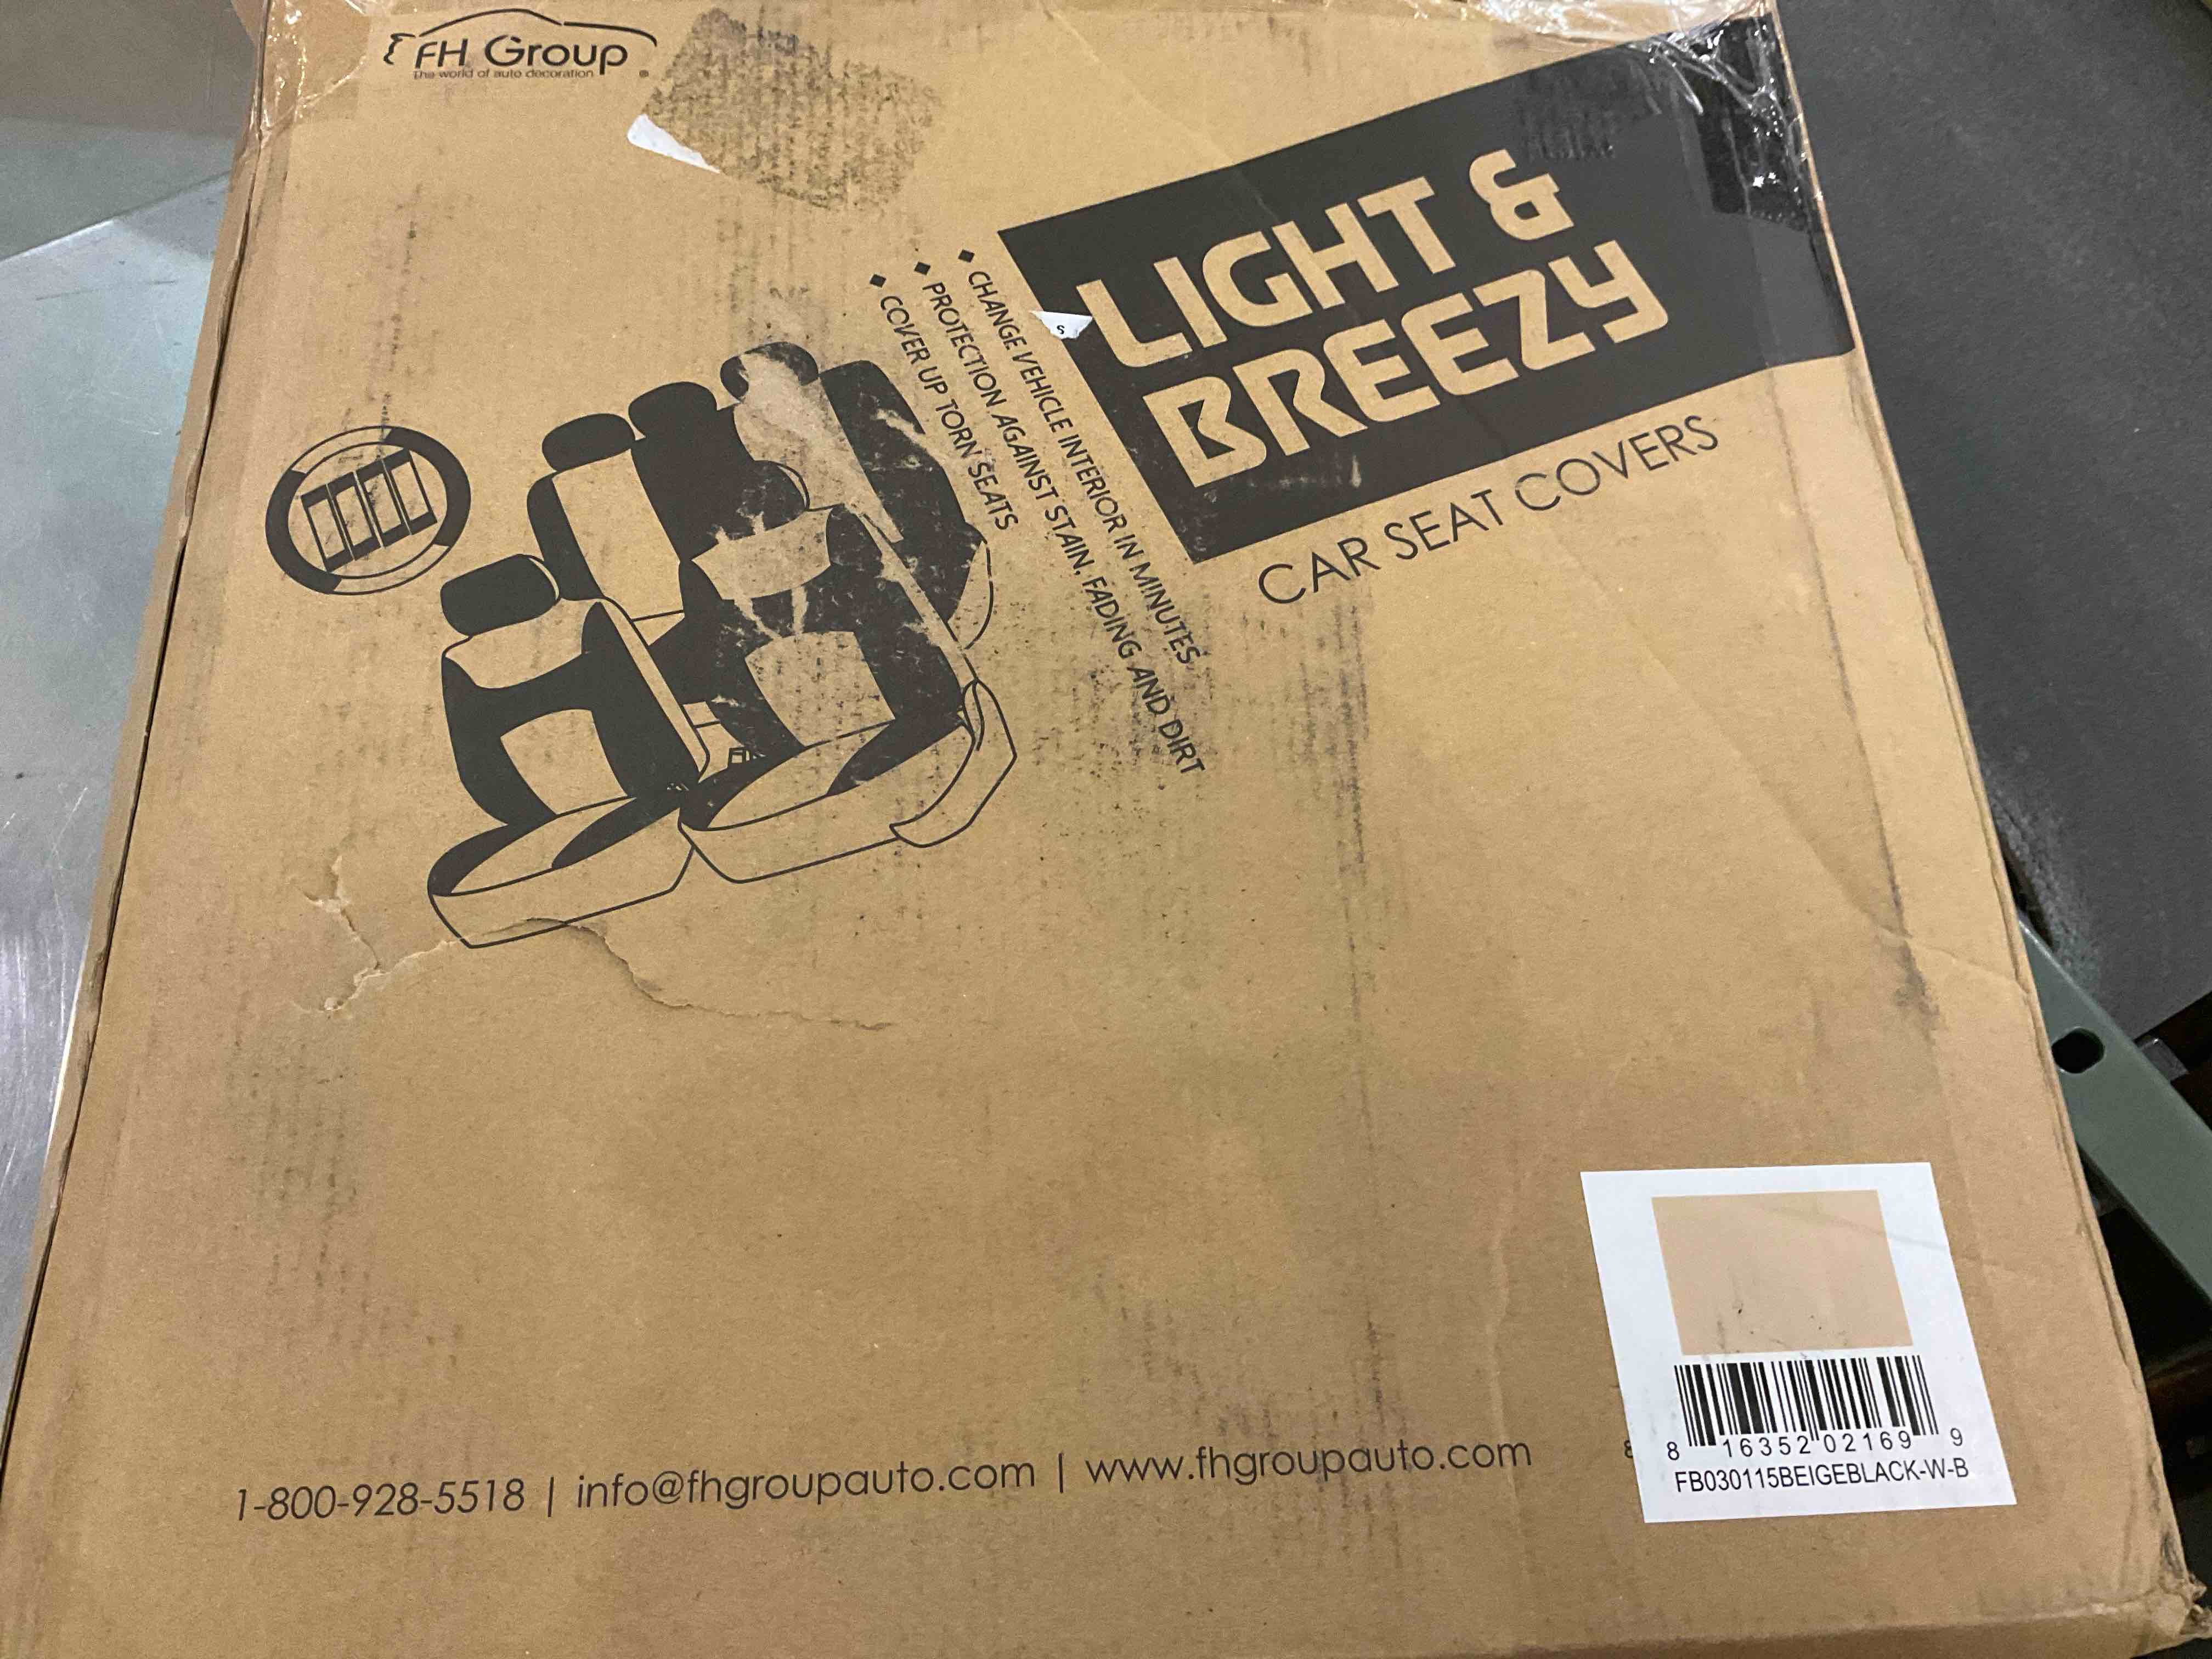 FH Group
The world of auto decoration ®
LIGHT &
BREEZY
CAR SEAT COVERS
S
◆ CHANGE VEHICLE INTERIOR IN MINUTES
◆ PROTECTION AGAINST STAIN, FADING AND DIRT
◆ COVER UP TORN SEATS
1-800-928-5518 | info@fhgroupauto.com | www.fhgroupauto.com
8 16352 02169 9
FB030115BEIGEBLACK-W-B